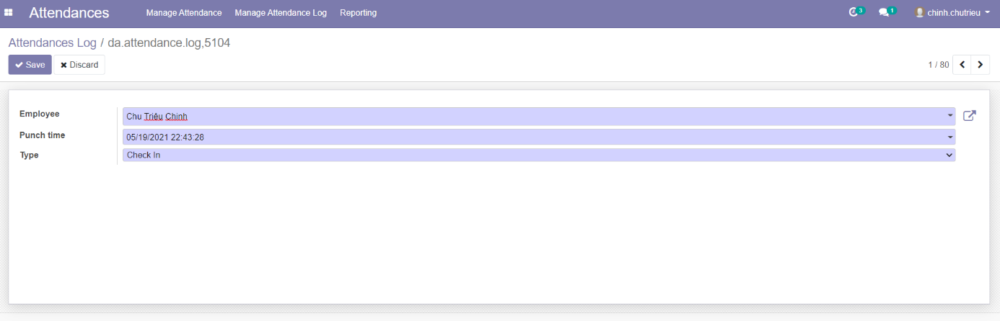 Attendances Manage Attendance Manage Attendance Log Reporting 3 1 chinh.chutrieu
Attendances Log / da.attendance.log,5104
Save Discard 1 / 80
Employee Chu Triệu Chinh
Punch time 05/19/2021 22:43:28
Type Check In